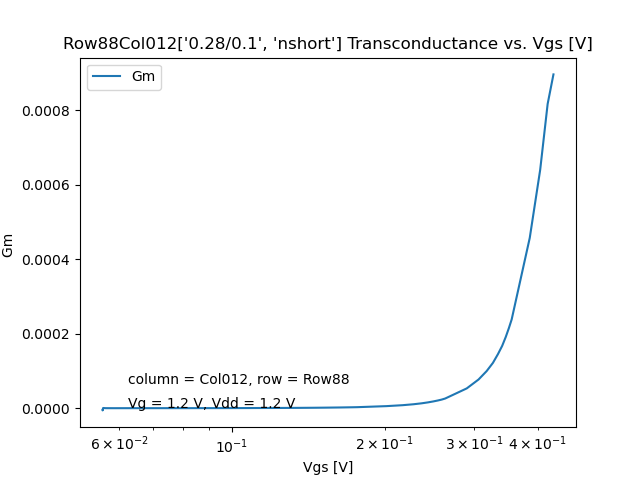 Row88Col012['0.28/0.1', 'nshort'] Transconductance vs. Vgs [V]
Gm
0.0008
0.0006
0.0004
0.0002
0.0000
Gm
column = Col012, row = Row88
Vg = 1.2 V, Vdd = 1.2 V
6 × 10⁻² 10⁻¹ 2 × 10⁻¹ 3 × 10⁻¹ 4 × 10⁻¹
Vgs [V]